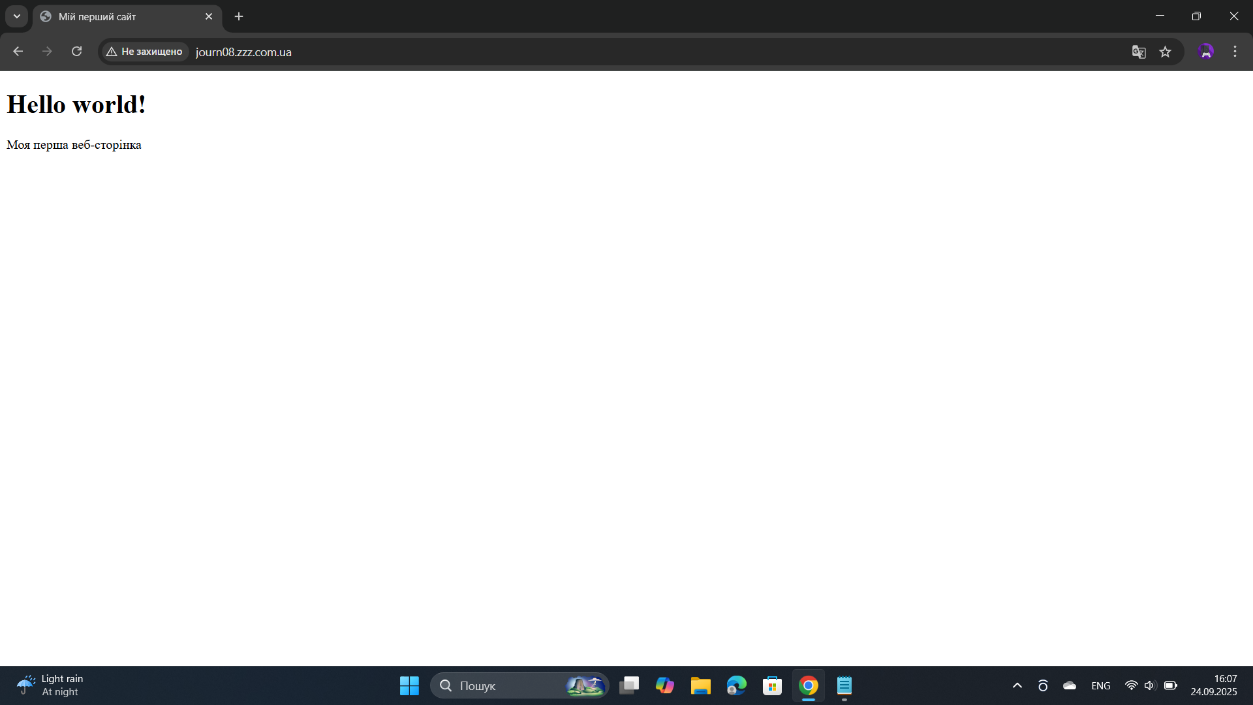 Мій перший сайт
Не захищено
journ08.zzz.com.ua
Hello world!
Моя перша веб-сторінка
Light rain
At night
Пошук
ENG
16:07
24.09.2025